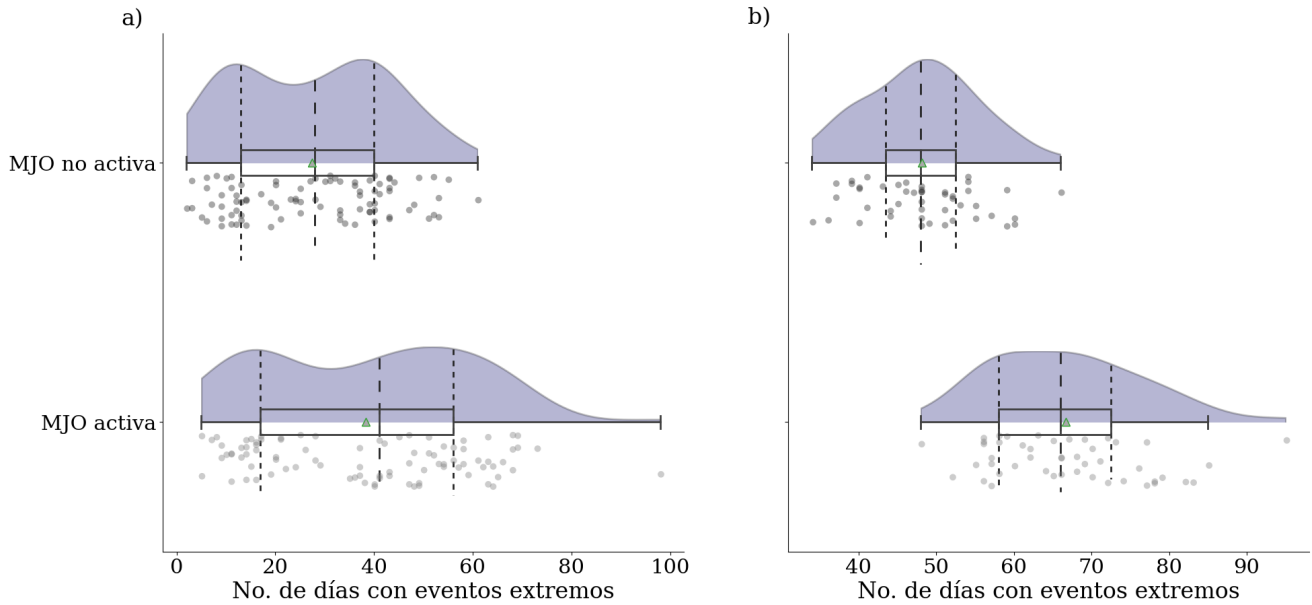 a)
b)
MJO no activa
MJO activa
0 20 40 60 80 100
40 50 60 70 80 90
No. de días con eventos extremos
No. de días con eventos extremos